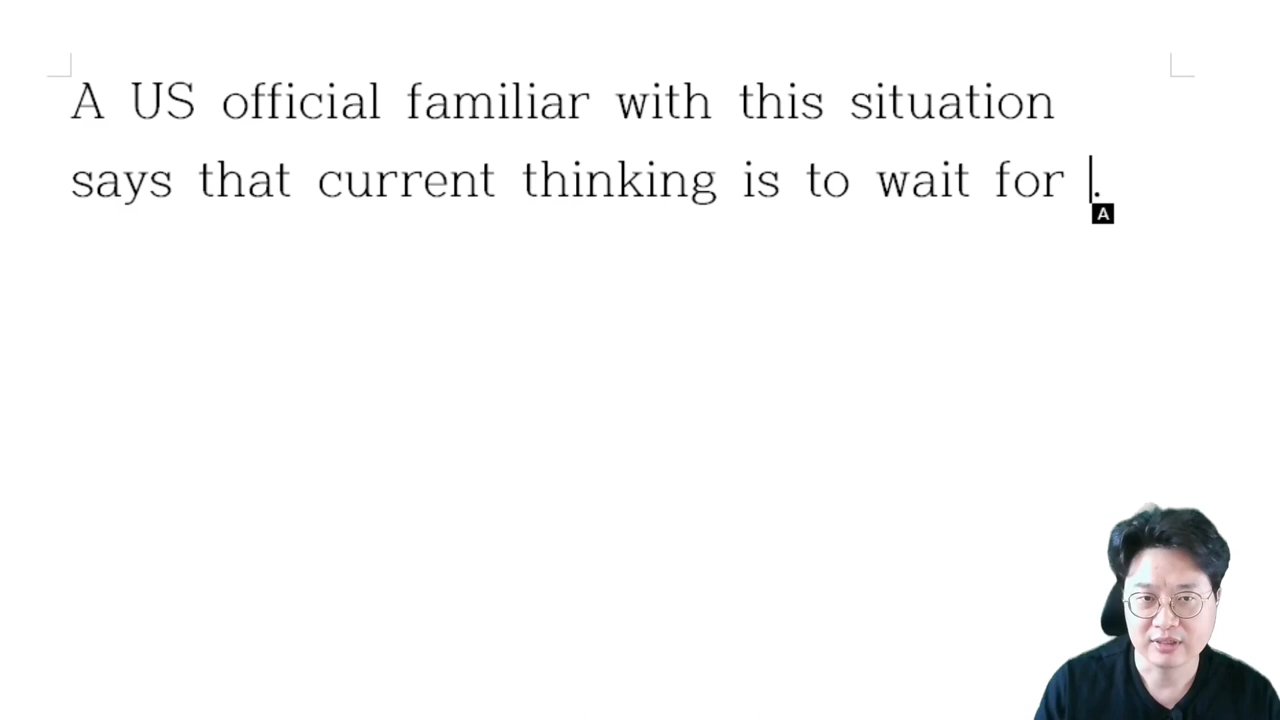 A US official familiar with this situation
says that current thinking is to wait for .
A